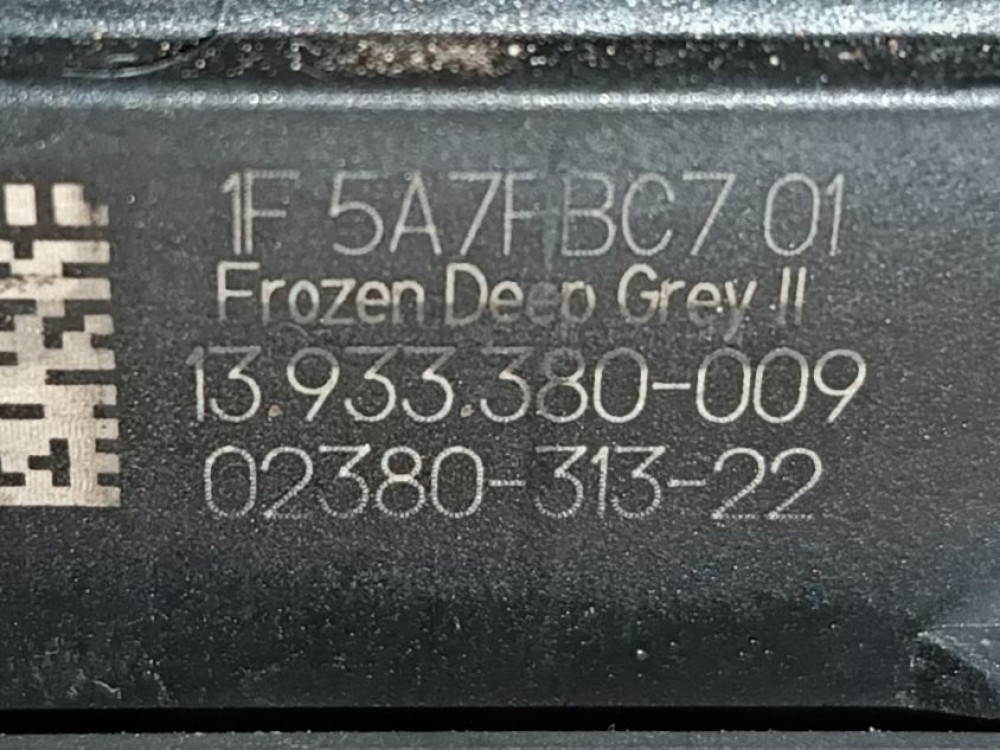 1F 5A7FBC7 01
Frozen Deep Grey II
13.933.380-009
02380-313-22